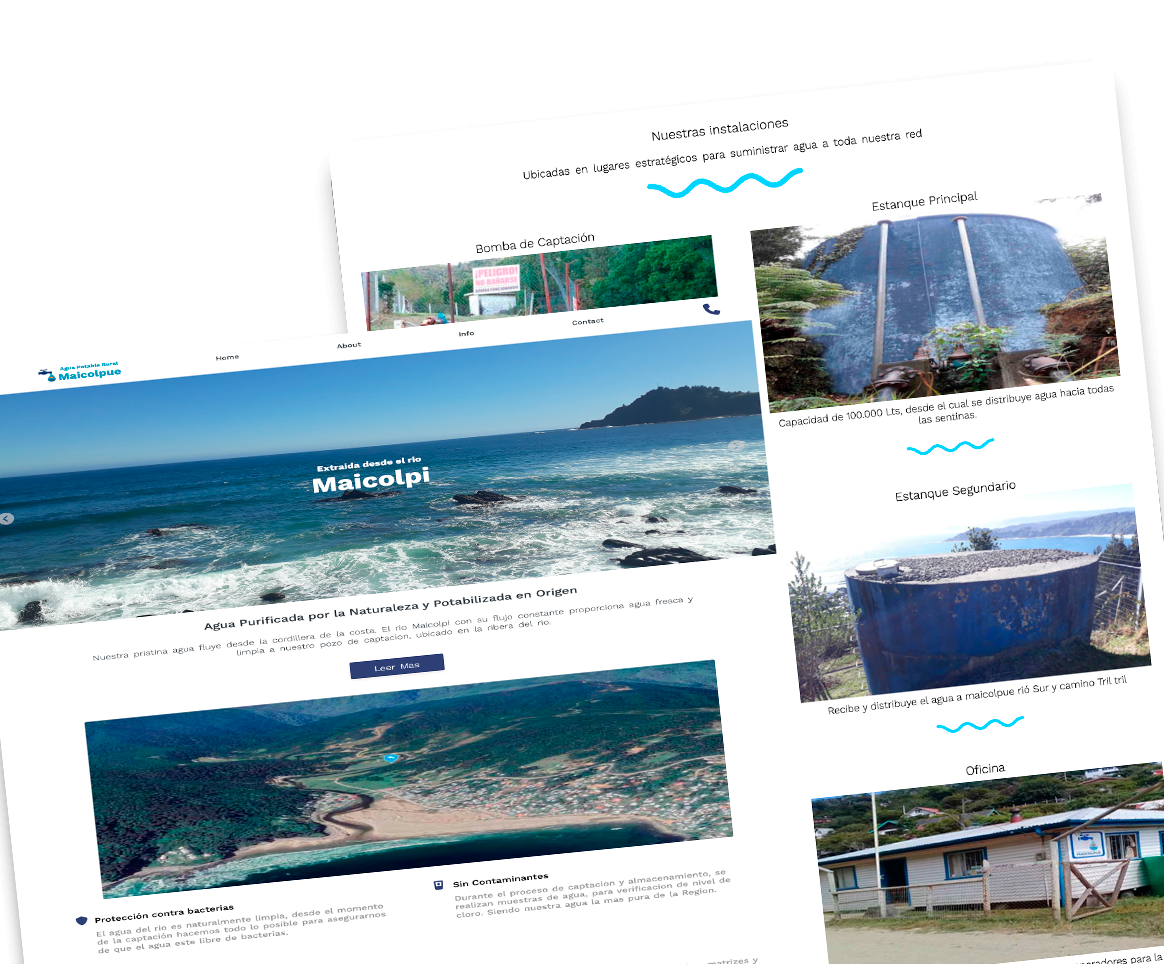 Nuestras instalaciones
Ubicadas en lugares estratégicos para suministrar agua a toda nuestra red
Bomba de Captación
¡PELIGRO!
NO BAÑARSE
Estanque Principal
Capacidad de 100.000 Lts, desde el cual se distribuye agua hacia todas
las sentinas.
Estanque Segundario
Recibe y distribuye el agua a maicolpue rió Sur y camino Tril tril
Oficina
adores para la
Agua Potable Rural
Maicolpue
Home
About
Info
Contact
Extraida desde el rio
Maicolpi
Agua Purificada por la Naturaleza y Potabilizada en Origen
Nuestra pristina agua fluye desde la cordillera de la costa. El rio Maicolpi con su flujo constante proporciona agua fresca y
limpia a nuestro pozo de captacion, ubicado en la ribera del rio.
Leer Mas
Protección contra bacterias
El agua del rio es naturalmente limpia, desde el momento
de la captación hacemos todo lo posible para asegurarnos
de que el agua este libre de bacterias.
Sin Contaminantes
Durante el proceso de captacion y almacenamiento, se
realizan muestras de agua, para verificacion de nivel de
cloro. Siendo nuestra agua la mas pura de la Region.
matrizes y